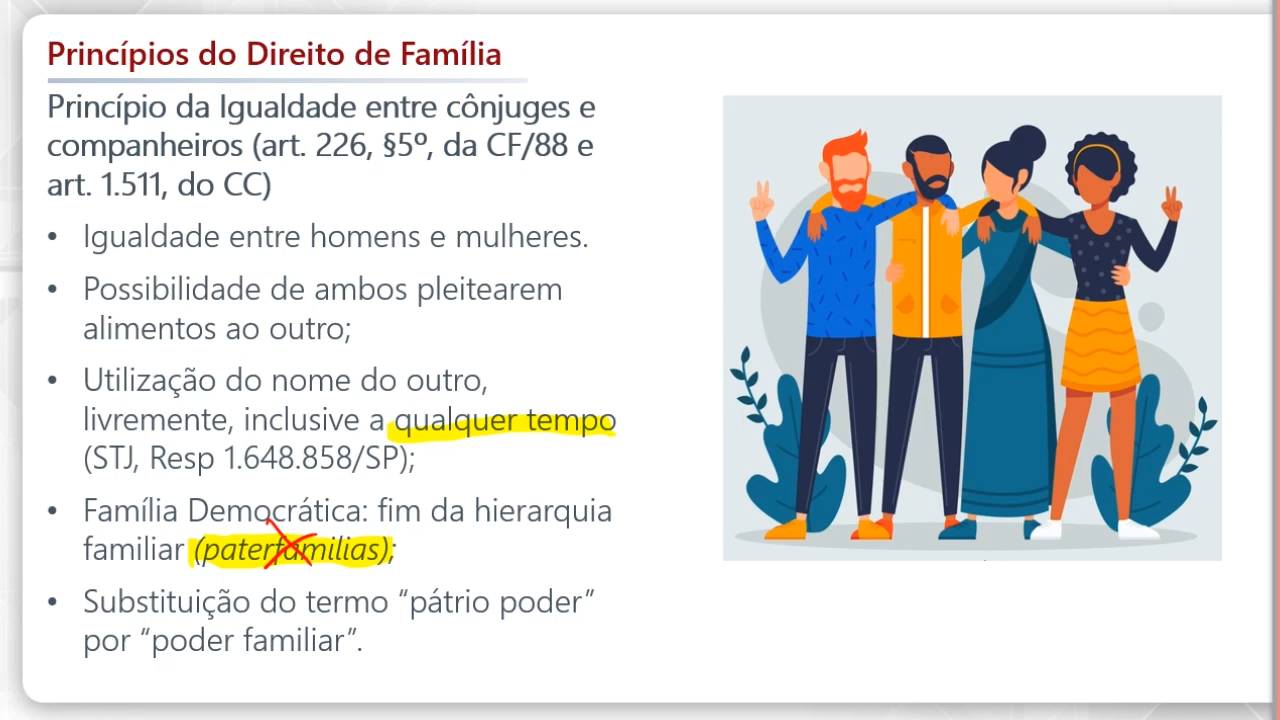 Princípios do Direito de Família
Princípio da Igualdade entre cônjuges e
companheiros (art. 226, §5º, da CF/88 e
art. 1.511, do CC)
• Igualdade entre homens e mulheres.
• Possibilidade de ambos pleitearem
alimentos ao outro;
• Utilização do nome do outro,
livremente, inclusive a qualquer tempo
(STJ, Resp 1.648.858/SP);
• Família Democrática: fim da hierarquia
familiar (paterfamilias);
• Substituição do termo “pátrio poder”
por “poder familiar”.